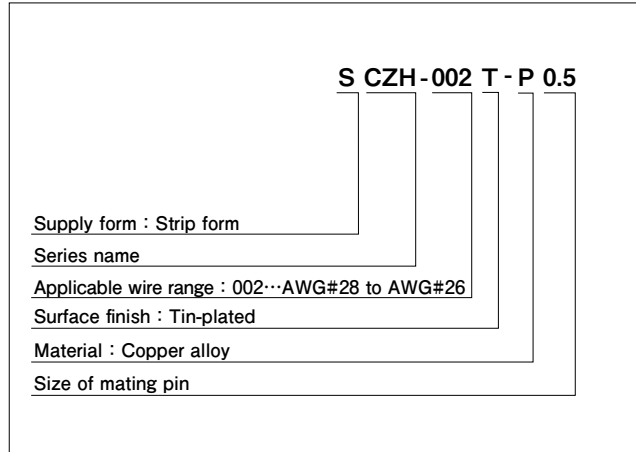 S CZH-002 T - P 0.5
Supply form：Strip form
Series name
Applicable wire range：002…AWG#28 to AWG#26
Surface finish：Tin-plated
Material：Copper alloy
Size of mating pin